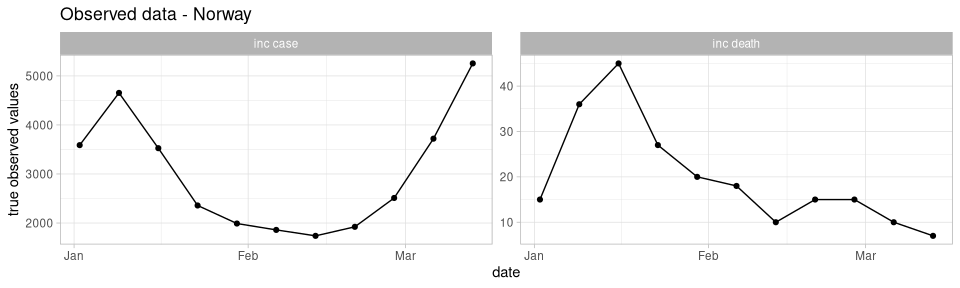 Observed data - Norway
inc case
inc death
true observed values
5000
4000
3000
2000
40
30
20
10
Jan
Feb
Mar
Jan
Feb
Mar
date